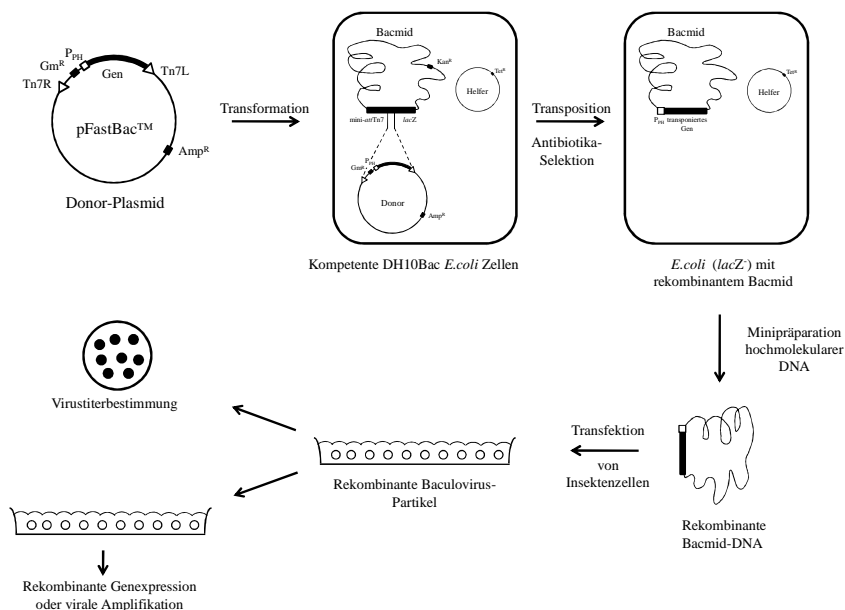 P_PH
Gm^R
Gen
Tn7L
Tn7R
pFastBac™
Amp^R
Donor-Plasmid
Transformation
Bacmid
Kan^R
Tet^R
Helfer
mini-attTn7
lacZ
P_PH
Gm^R
Donor
Amp^R
Kompetente DH10Bac E.coli Zellen
Transposition
Antibiotika-
Selektion
Bacmid
Tet^R
Helfer
P_PH transponiertes
Gen
E.coli (lacZ^-) mit
rekombinantem Bacmid
Minipräparation
hochmolekularer
DNA
Rekombinante
Bacmid-DNA
Transfektion
von
Insektenzellen
Rekombinante Baculovirus-
Partikel
Virustiterbestimmung
Rekombinante Genexpression
oder virale Amplifikation